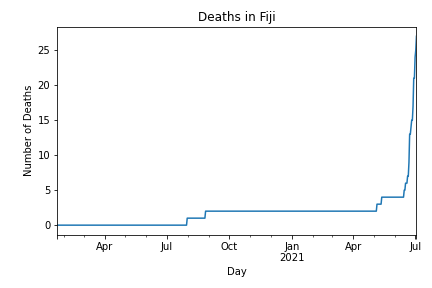 Deaths in Fiji
Number of Deaths
25
20
15
10
5
0
Apr
Jul
Oct
Jan
2021
Apr
Jul
Day